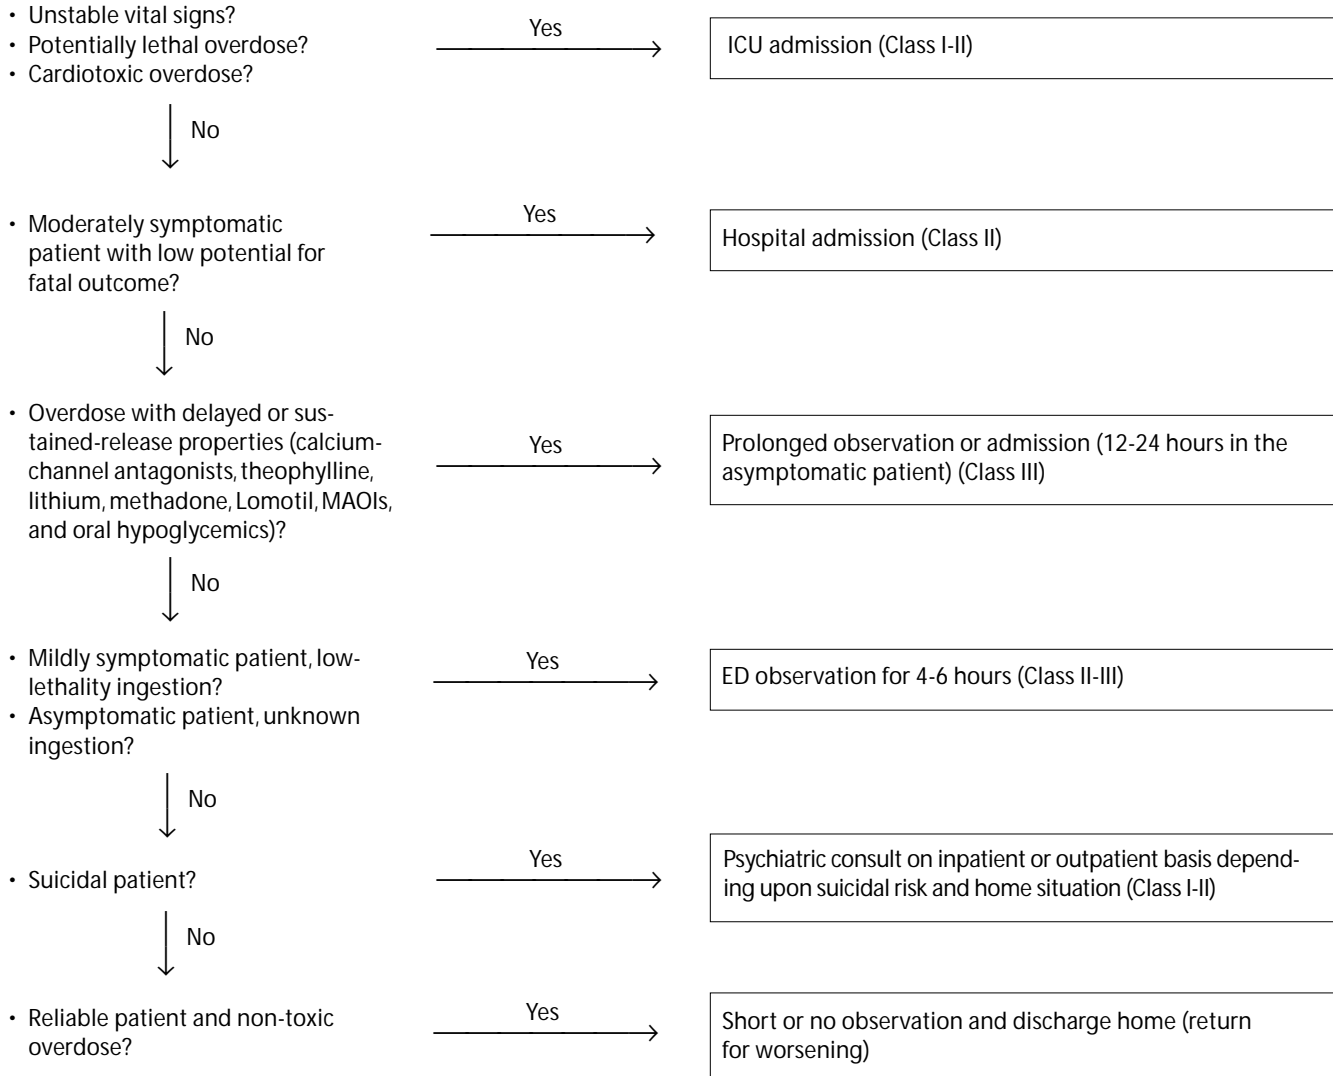 • Unstable vital signs?
• Potentially lethal overdose?
• Cardiotoxic overdose?
Yes
ICU admission (Class I-II)
No
• Moderately symptomatic
patient with low potential for
fatal outcome?
Yes
Hospital admission (Class II)
No
• Overdose with delayed or sus-
tained-release properties (calcium-
channel antagonists, theophylline,
lithium, methadone, Lomotil, MAOIs,
and oral hypoglycemics)?
Yes
Prolonged observation or admission (12-24 hours in the
asymptomatic patient) (Class III)
No
• Mildly symptomatic patient, low-
lethality ingestion?
• Asymptomatic patient, unknown
ingestion?
Yes
ED observation for 4-6 hours (Class II-III)
No
• Suicidal patient?
Yes
Psychiatric consult on inpatient or outpatient basis depend-
ing upon suicidal risk and home situation (Class I-II)
No
• Reliable patient and non-toxic
overdose?
Yes
Short or no observation and discharge home (return
for worsening)